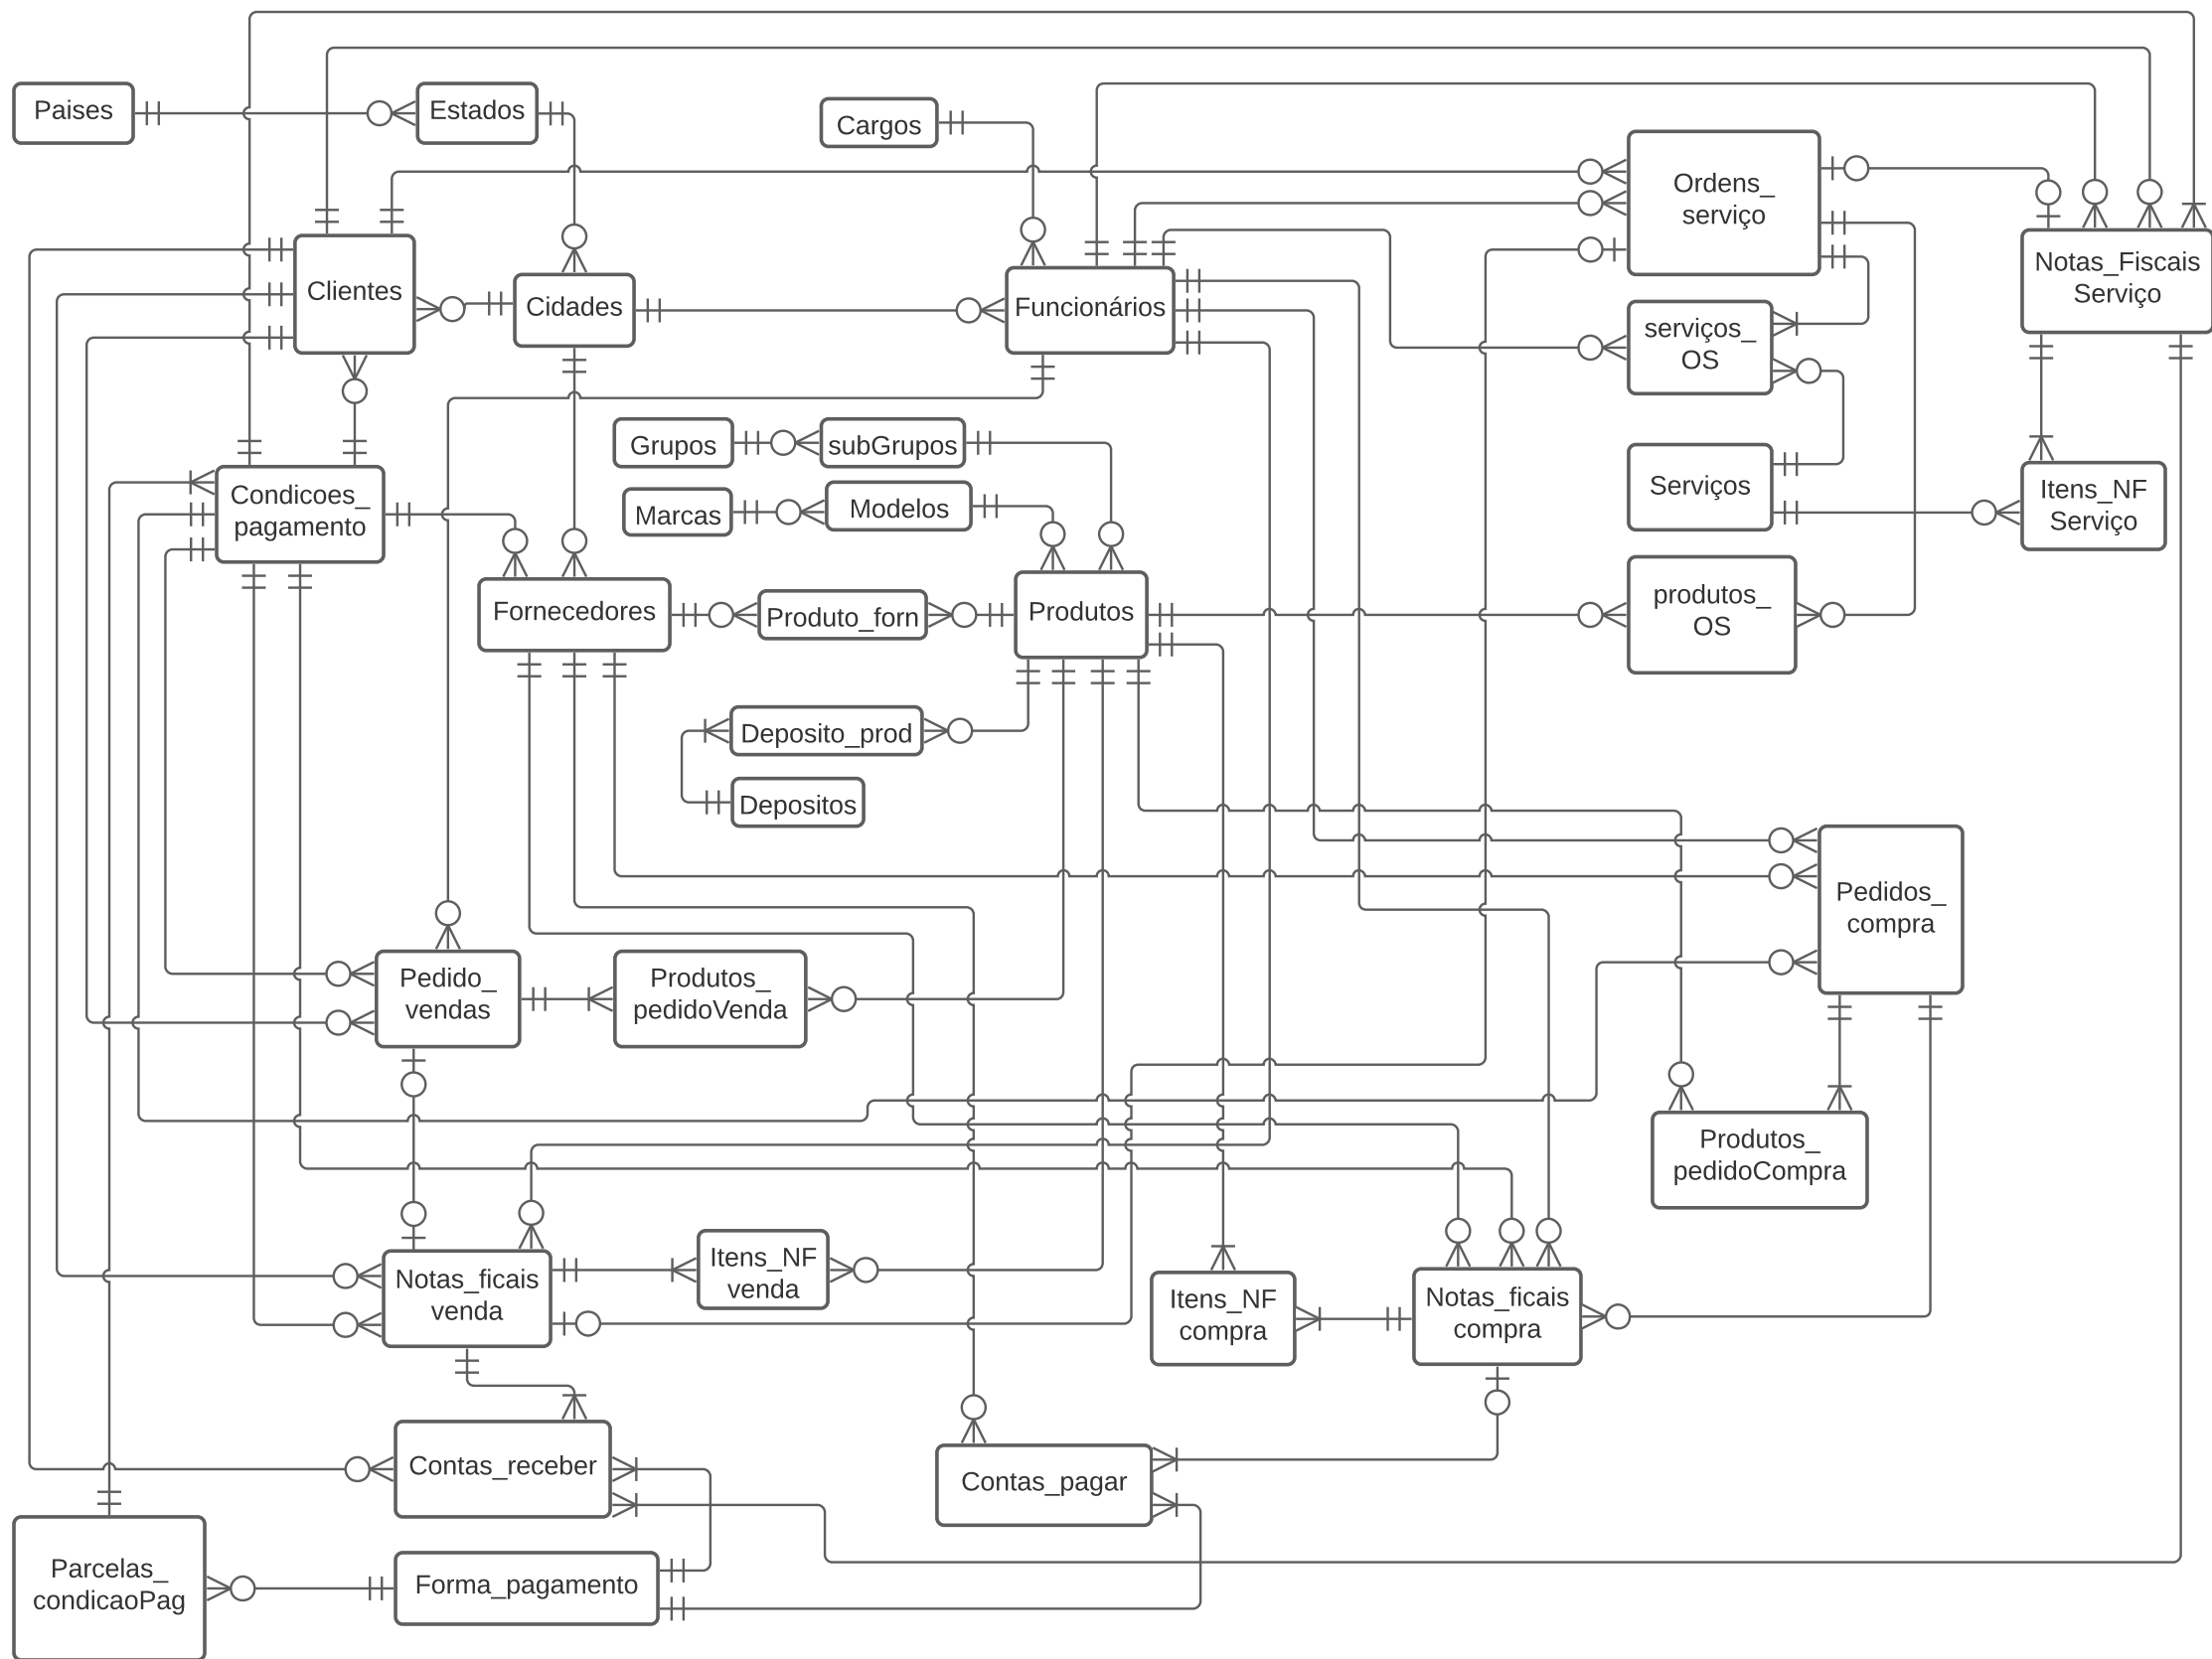 Paises
Estados
Cargos
Ordens_
serviço
Notas_Fiscais
Serviço
Clientes
Cidades
Funcionários
serviços_
OS
Grupos
subGrupos
Marcas
Modelos
Serviços
Itens_NF
Serviço
Condicoes_
pagamento
Fornecedores
Produto_forn
Produtos
produtos_
OS
Deposito_prod
Depositos
Pedidos_
compra
Pedido_
vendas
Produtos_
pedidoVenda
Produtos_
pedidoCompra
Notas_ficais
venda
Itens_NF
venda
Itens_NF
compra
Notas_ficais
compra
Contas_receber
Contas_pagar
Parcelas_
condicaoPag
Forma_pagamento